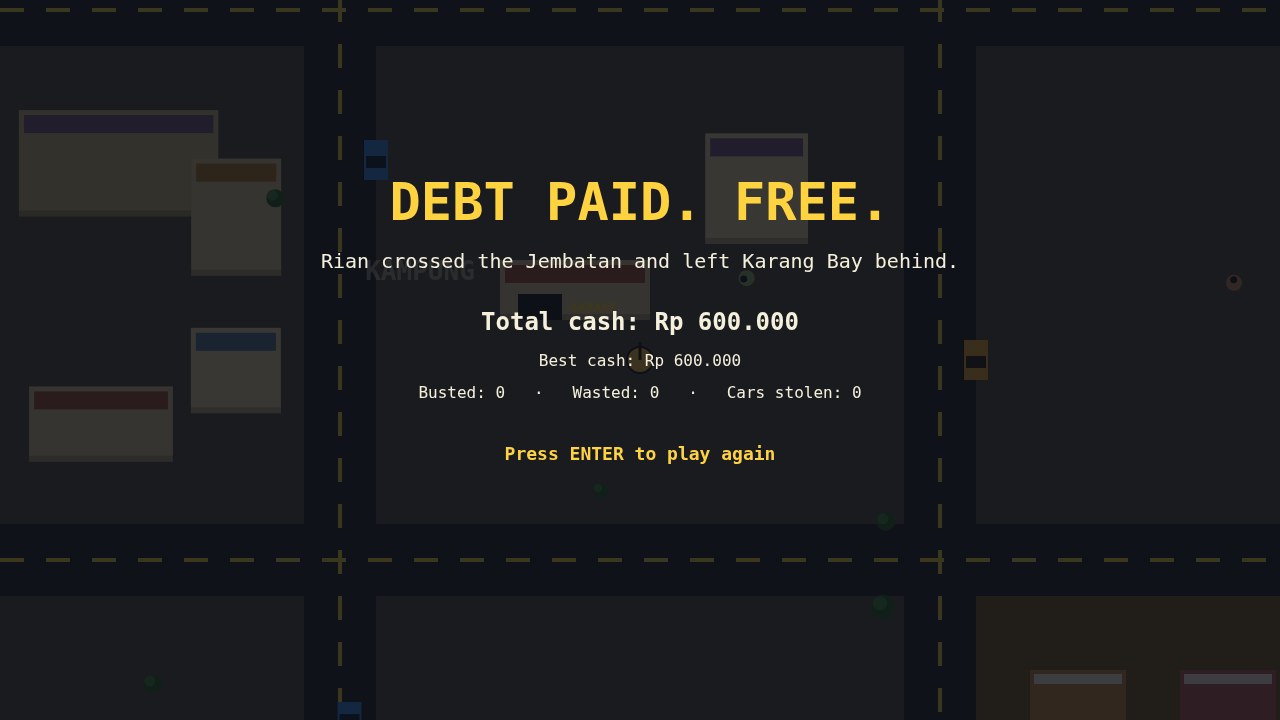 DEBT PAID. FREE.
Rian crossed the Jembatan and left Karang Bay behind.
KAMPUNG
Total cash: Rp 600.000
Best cash: Rp 600.000
Busted: 0 · Wasted: 0 · Cars stolen: 0
Press ENTER to play again